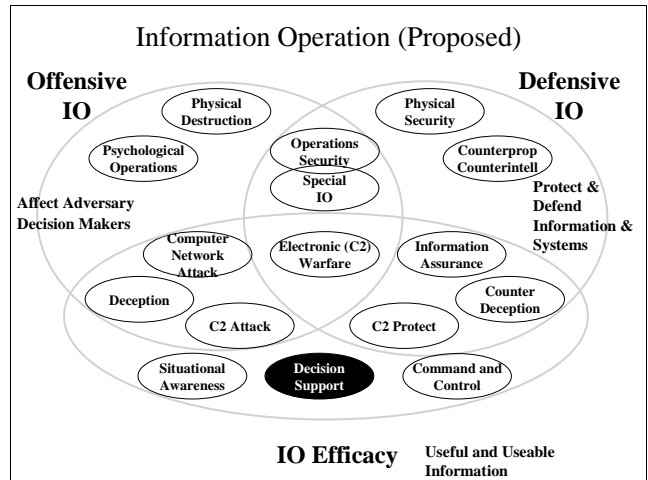 Information Operation (Proposed)
Offensive
IO
Defensive
IO
Physical
Destruction
Physical
Security
Psychological
Operations
Operations
Security
Counterprop
Counterintell
Special
IO
Affect Adversary
Decision Makers
Protect &
Defend
Information &
Systems
Computer
Network
Attack
Electronic (C2)
Warfare
Information
Assurance
Deception
Counter
Deception
C2 Attack
C2 Protect
Situational
Awareness
Decision
Support
Command and
Control
IO Efficacy
Useful and Useable
Information